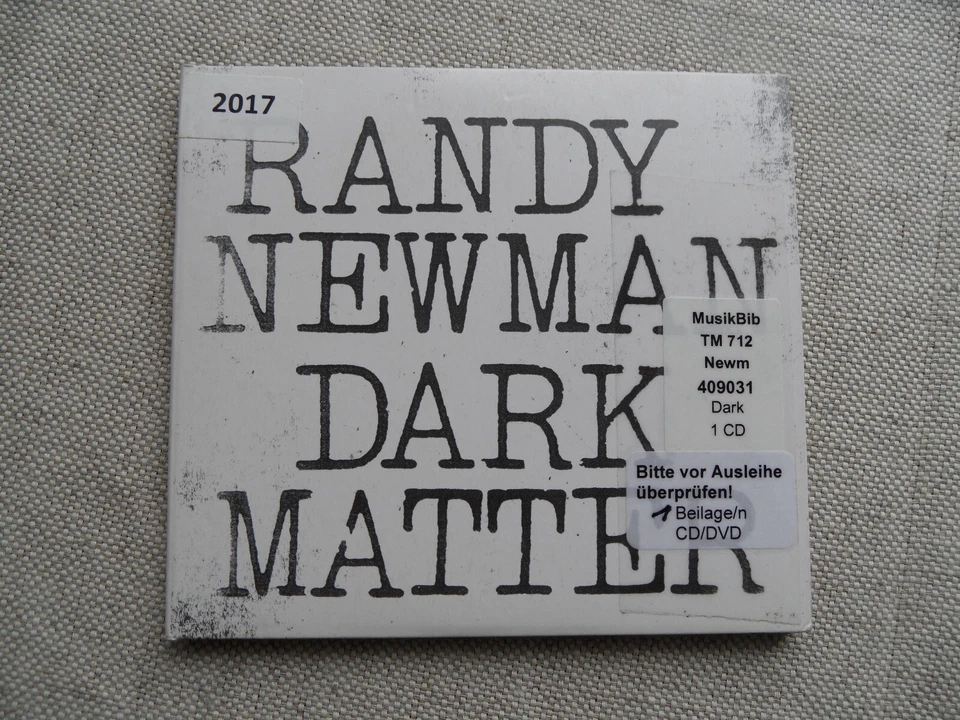 2017
RANDY
NEWMAN
DARK
MATTER
MusikBib
TM 712
Newm
409031
Dark
1 CD
Bitte vor Ausleihe
überprüfen!
1 Beilage/n
CD/DVD